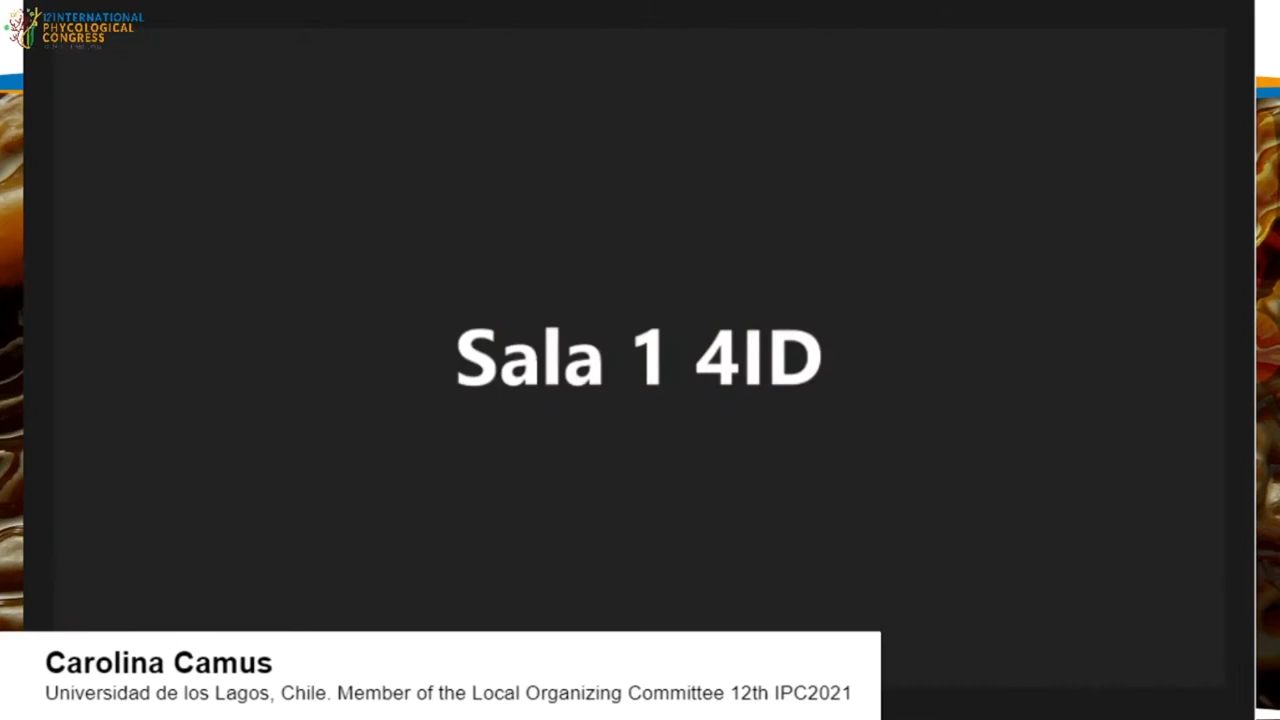 12 INTERNATIONAL
PHYCOLOGICAL
CONGRESS
Sala 1 4ID
Carolina Camus
Universidad de los Lagos, Chile. Member of the Local Organizing Committee 12th IPC2021